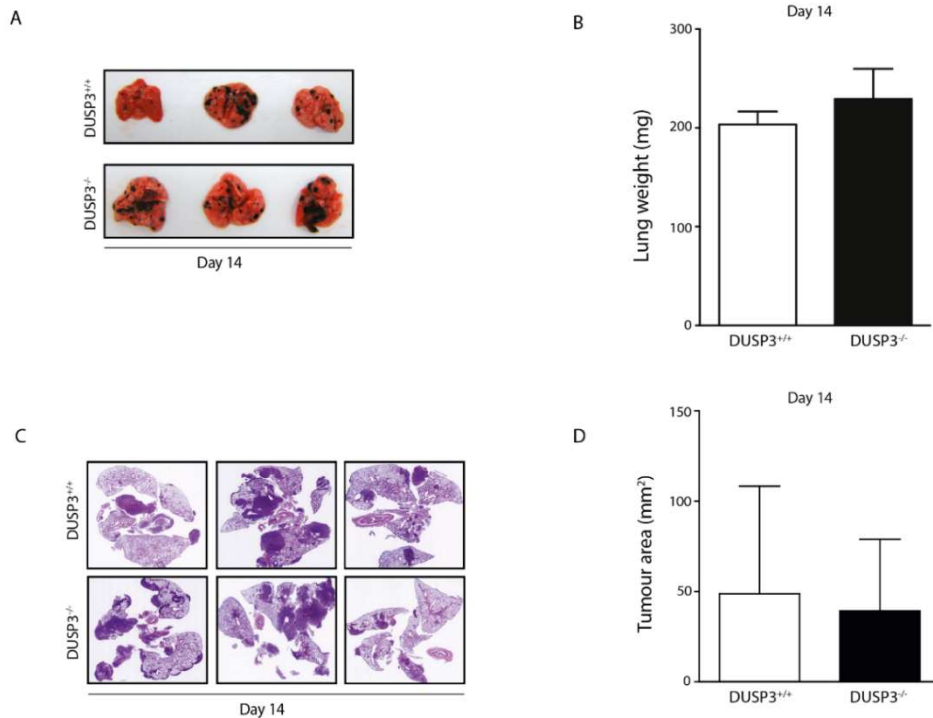 A
DUSP3+/+
DUSP3-/-
Day 14
B
Day 14
Lung weight (mg)
300
200
100
0
DUSP3+/+
DUSP3-/-
C
DUSP3+/+
DUSP3-/-
Day 14
D
Day 14
Tumour area (mm²)
150
100
50
0
DUSP3+/+
DUSP3-/-